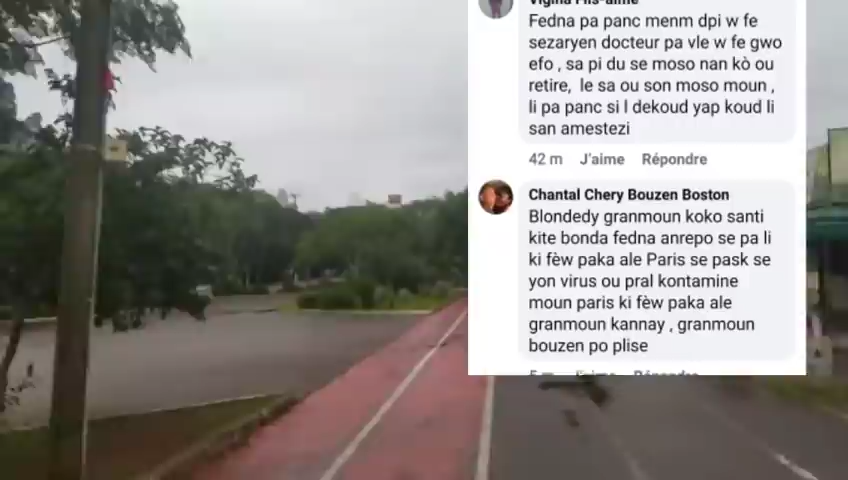 Fedna pa panc menm dpi w fe
sezaryen docteur pa vle w fe gwo
efo , sa pi du se moso nan kò ou
retire, le sa ou son moso moun ,
li pa panc si l dekoud yap koud li
san amestezi
42 m J'aime Répondre
Chantal Chery Bouzen Boston
Blondedy granmoun koko santi
kite bonda fedna anrepo se pa li
ki fèw paka ale Paris se pask se
yon virus ou pral kontamine
moun paris ki fèw paka ale
granmoun kannay , granmoun
bouzen po plise